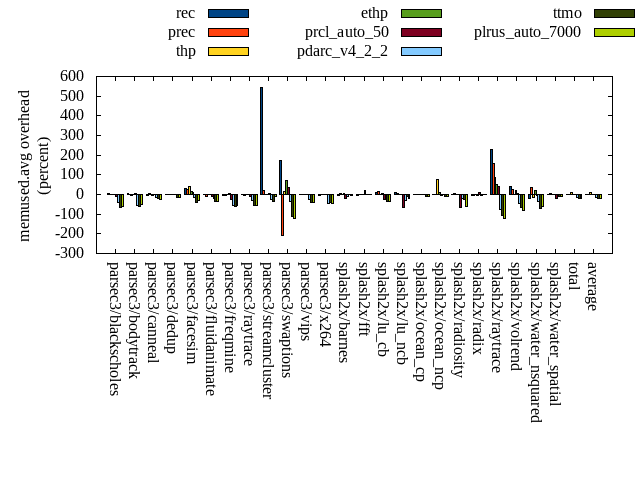 rec
prec
thp
ethp
prcl_auto_50
pdarc_v4_2_2
ttmo
plrus_auto_7000
memused.avg overhead
(percent)
600
500
400
300
200
100
0
-100
-200
-300
parsec3/blackscholes
parsec3/bodytrack
parsec3/canneal
parsec3/dedup
parsec3/facesim
parsec3/fluidanimate
parsec3/freqmine
parsec3/raytrace
parsec3/streamcluster
parsec3/swaptions
parsec3/vips
parsec3/x264
splash2x/barnes
splash2x/fft
splash2x/lu_cb
splash2x/lu_ncb
splash2x/ocean_cp
splash2x/ocean_ncp
splash2x/radiosity
splash2x/radix
splash2x/raytrace
splash2x/volrend
splash2x/water_nsquared
splash2x/water_spatial
total
average